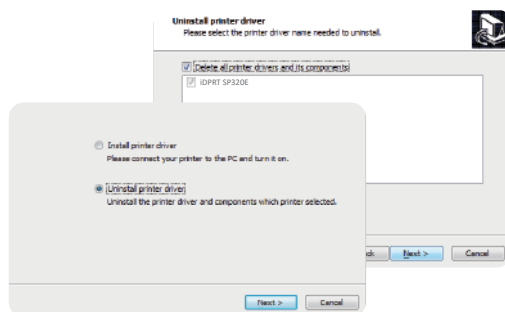 Uninstall printer driver
Please select the printer driver name needed to uninstall.
Delete all printer drivers and its components
iDPRT SP320E
Install printer driver
Please connect your printer to the PC and turn it on.
Uninstall printer driver
Uninstall the printer driver and components which printer selected.
ck Next > Cancel
Next > Cancel